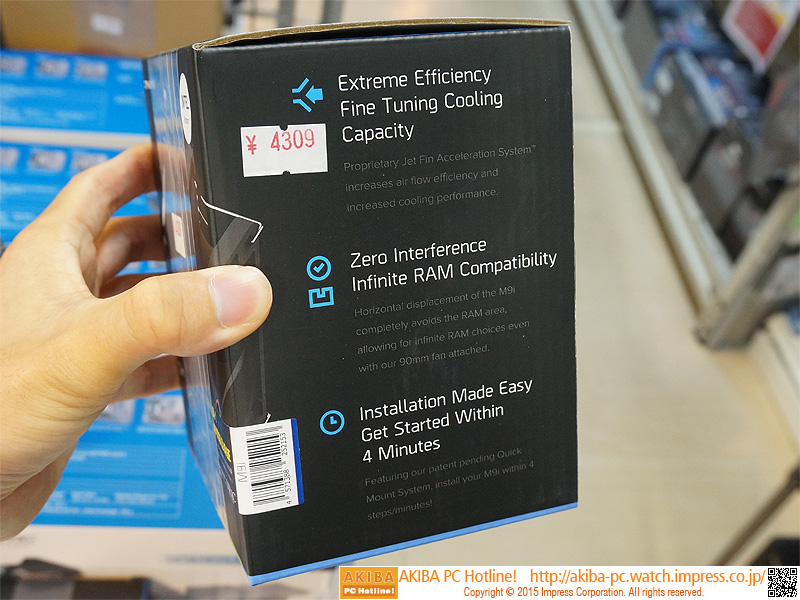 Extreme Efficiency
Fine Tuning Cooling
Capacity
¥ 4309
Proprietary Jet Fin Acceleration System™
increases air flow efficiency and
increased cooling performance.
Zero Interference
Infinite RAM Compatibility
Horizontal displacement of the M9i
completely avoids the RAM area,
allowing for infinite RAM choices even
with our 90mm fan attached.
Installation Made Easy
Get Started Within
4 Minutes
Featuring our patent pending Quick
Mount System, install your M9i within 4
steps/minutes!
M9i
4 571388 252153
AKIBA
PC Hotline!
AKIBA PC Hotline! http://akiba-pc.watch.impress.co.jp/
Copyright © 2015 Impress Corporation. All rights reserved.